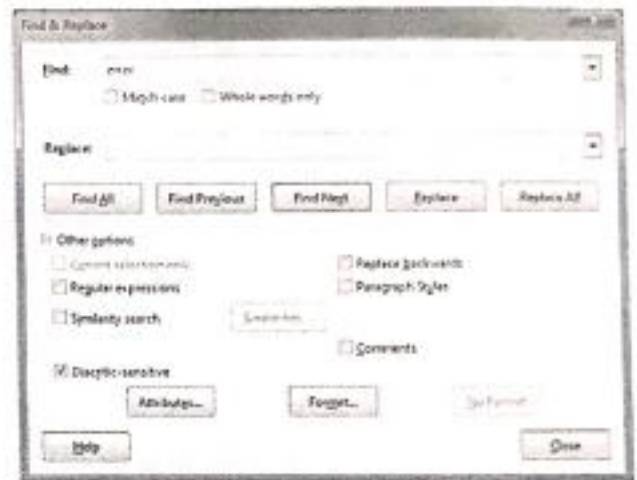 Find & Replace
Find: error
Match case Whole words only
Replace:
Find All Find Previous Find Next Replace Replace All
Other options
Current selection only Replace backwards
Regular expressions Paragraph Styles
Similarity search Similarities...
Comments
Diacritic-sensitive
Attributes... Format... No Format
Help Close